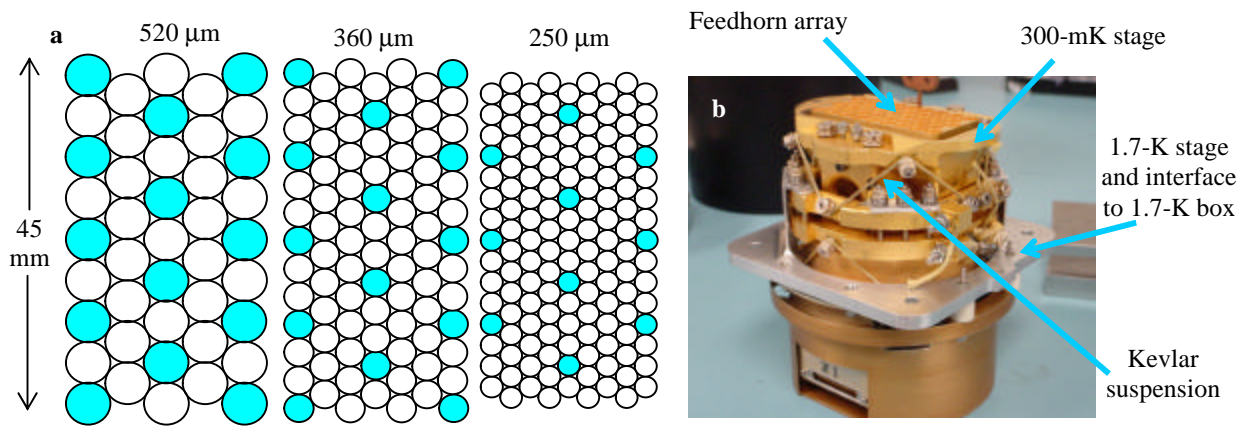 a
520 μm
360 μm
250 μm
45
mm
b
Feedhorn array
300-mK stage
1.7-K stage
and interface
to 1.7-K box
Kevlar
suspension